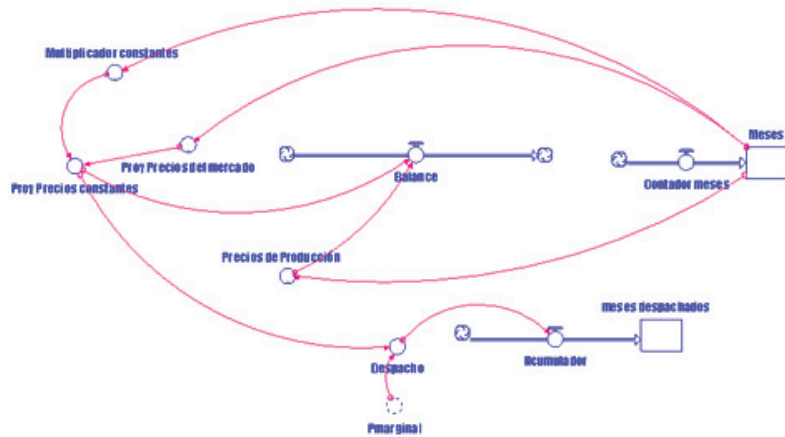 Multiplicador constantes
Meses
Proy Precios del mercado
Balance
Contador meses
Proy Precios constantes
Precios de Producción
meses despachados
Despacho
Acumulador
Pmarginal